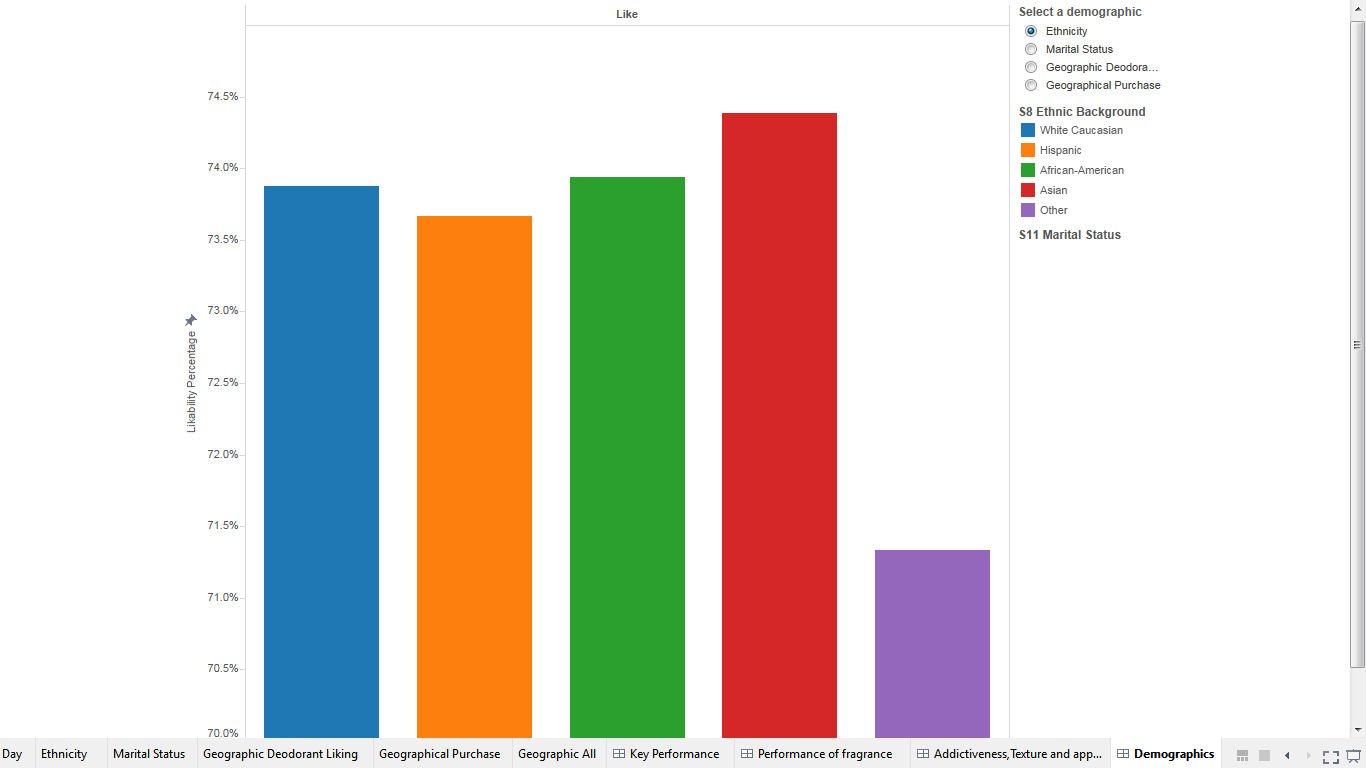 Like
Select a demographic
Ethnicity
Marital Status
Geographic Deodora...
Geographical Purchase
S8 Ethnic Background
White Caucasian
Hispanic
African-American
Asian
Other
S11 Marital Status
74.5%
74.0%
73.5%
73.0%
72.5%
72.0%
71.5%
71.0%
70.5%
70.0%
Likability Percentage
Day
Ethnicity
Marital Status
Geographic Deodorant Liking
Geographical Purchase
Geographic All
Key Performance
Performance of fragrance
Addictiveness,Texture and app...
Demographics